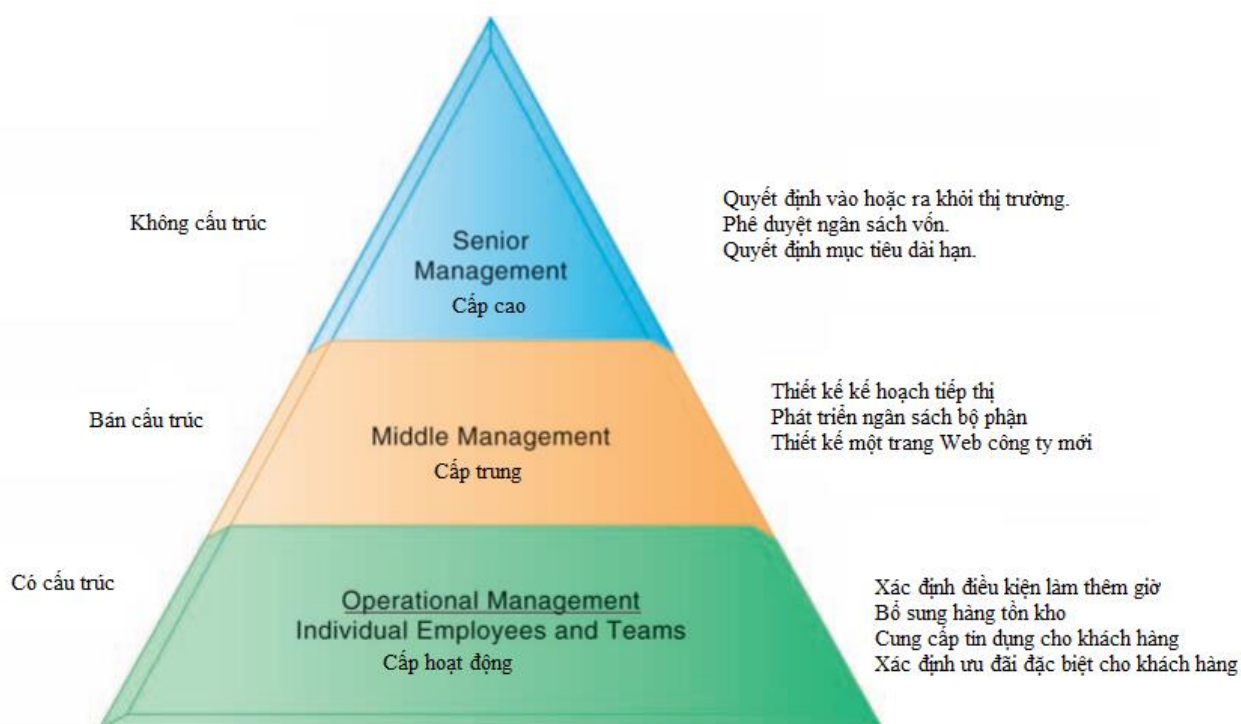 Không cấu trúc
Senior
Management
Cấp cao
Quyết định vào hoặc ra khỏi thị trường.
Phê duyệt ngân sách vốn.
Quyết định mục tiêu dài hạn.
Bán cấu trúc
Middle Management
Cấp trung
Thiết kế kế hoạch tiếp thị
Phát triển ngân sách bộ phận
Thiết kế một trang Web công ty mới
Có cấu trúc
Operational Management
Individual Employees and Teams
Cấp hoạt động
Xác định điều kiện làm thêm giờ
Bổ sung hàng tồn kho
Cung cấp tin dụng cho khách hàng
Xác định ưu đãi đặc biệt cho khách hàng